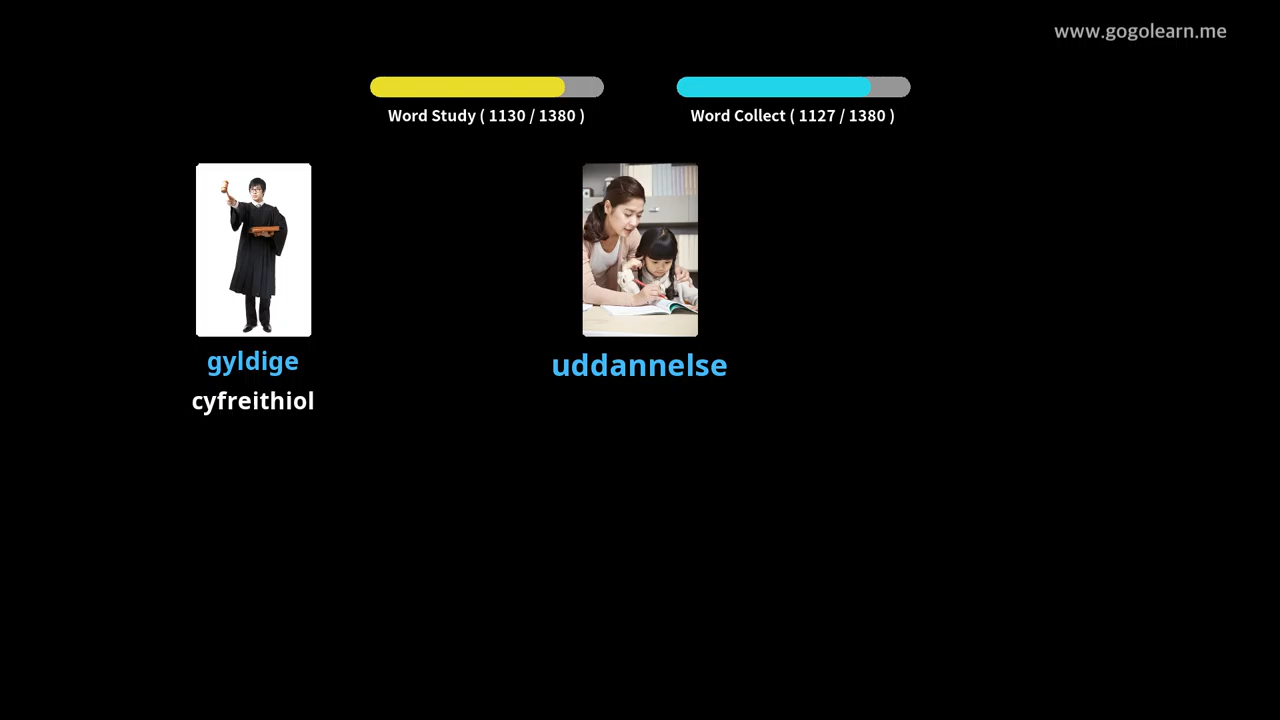 www.gogolearn.me
Word Study ( 1130 / 1380 )
Word Collect ( 1127 / 1380 )
gyldige
cyfreithiol
uddannelse